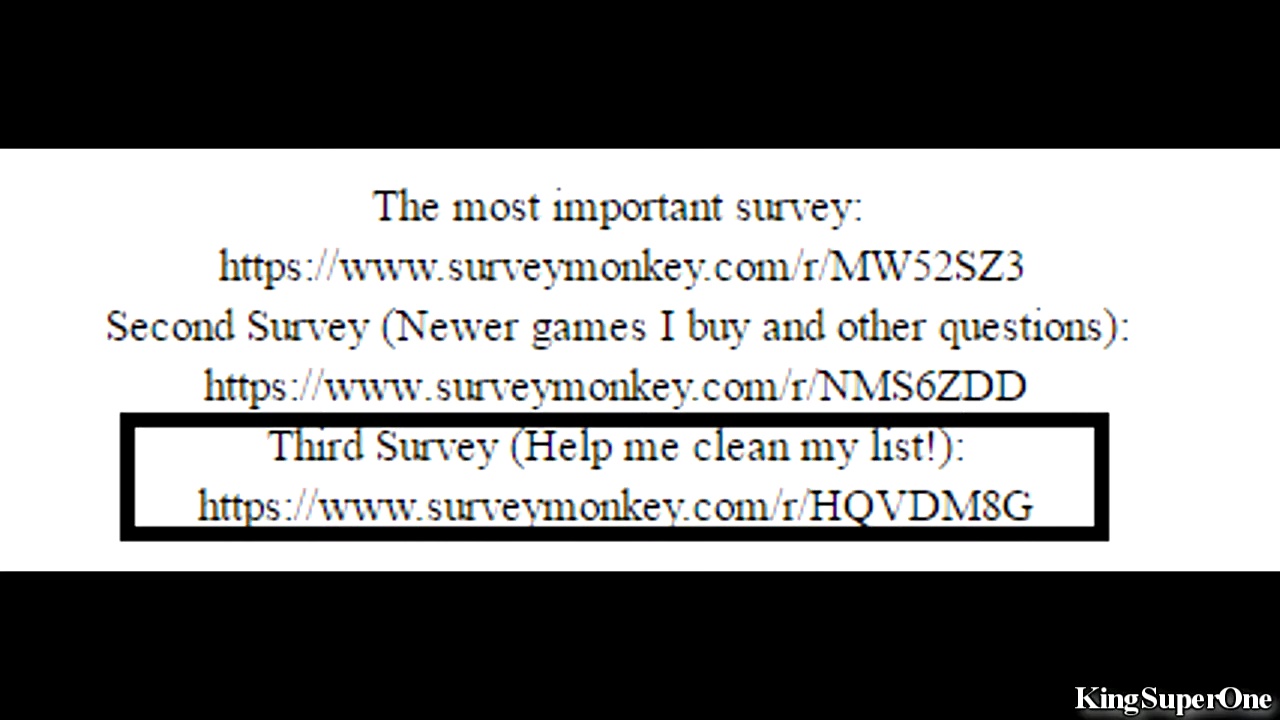 The most important survey:
https://www.surveymonkey.com/r/MW52SZ3
Second Survey (Newer games I buy and other questions):
https://www.surveymonkey.com/r/NMS6ZDD
Third Survey (Help me clean my list!):
https://www.surveymonkey.com/r/HQVDM8G
KingSuperOne